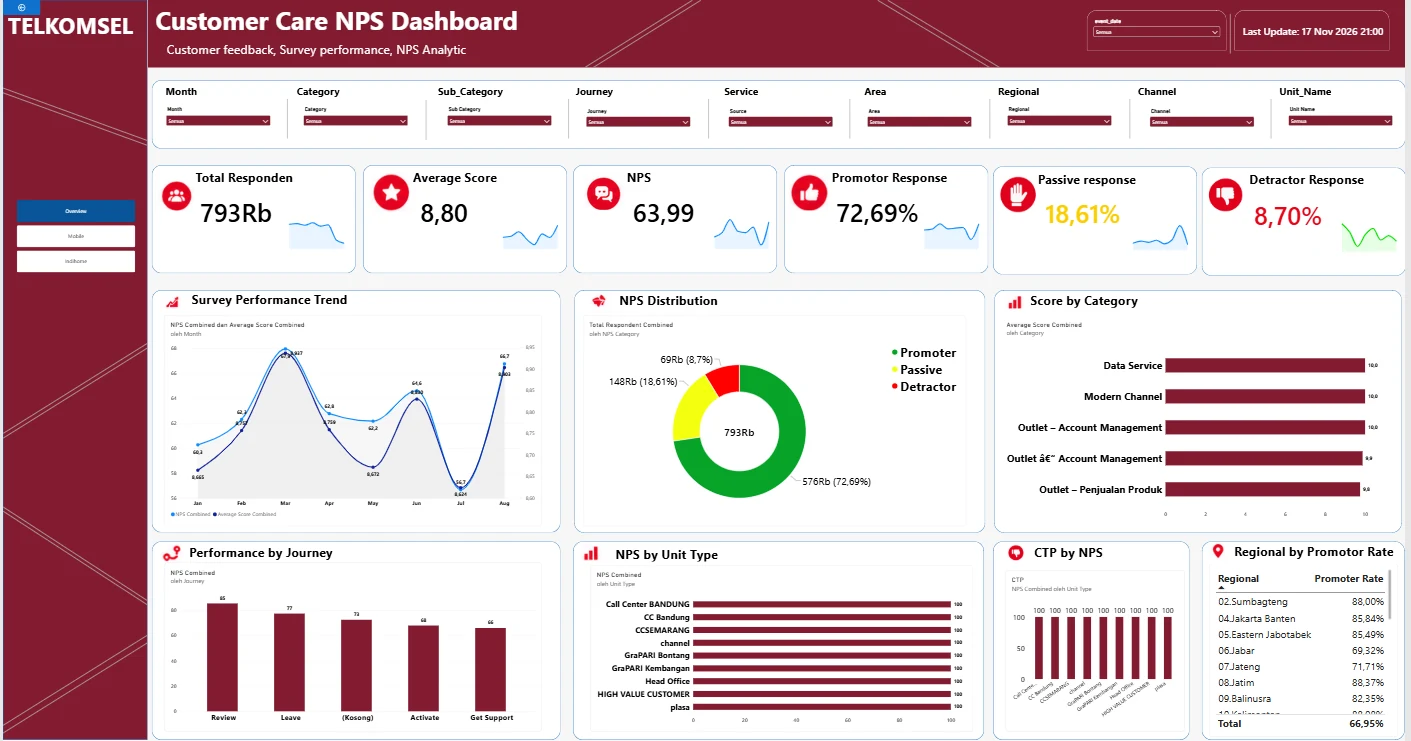 TELKOMSEL
Customer Care NPS Dashboard
Customer feedback, Survey performance, NPS Analytic
event_date
Semua
Last Update: 17 Nov 2026 21:00
Month
Month
Semua
Category
Category
Semua
Sub_Category
Sub Category
Semua
Journey
Journey
Semua
Service
Source
Semua
Area
Area
Semua
Regional
Regional
Semua
Channel
Channel
Semua
Unit_Name
Unit Name
Semua
Overview
Mobile
Indihome
Total Responden
793Rb
Average Score
8,80
NPS
63,99
Promotor Response
72,69%
Passive response
18,61%
Detractor Response
8,70%
Survey Performance Trend
NPS Combined dan Average Score Combined
oleh Month
68
66
64
62
60
58
56
8,95
8,90
8,85
8,80
8,75
8,70
8,65
8,60
60,3
62,3
62,8
62,2
64,6
56,7
66,7
8,665
8,759
8,672
8,624
Jan
Feb
Mar
Apr
May
Jun
Jul
Aug
NPS Combined
Average Score Combined
NPS Distribution
Total Respondent Combined
oleh NPS Category
69Rb (8,7%)
148Rb (18,61%)
793Rb
576Rb (72,69%)
Promoter
Passive
Detractor
Score by Category
Average Score Combined
oleh Category
Data Service 10,0
Modern Channel 10,0
Outlet – Account Management 10,0
Outlet â€“ Account Management 9,9
Outlet – Penjualan Produk 9,8
0 2 4 6 8 10
Performance by Journey
NPS Combined
oleh Journey
80
60
40
20
0
85
77
73
68
66
Review
Leave
(Kosong)
Activate
Get Support
NPS by Unit Type
NPS Combined
oleh Unit Type
Call Center BANDUNG 100
CC Bandung 100
CCSEMARANG 100
channel 100
GraPARI Bontang 100
GraPARI Kembangan 100
Head Office 100
HIGH VALUE CUSTOMER 100
plasa 100
0 20 40 60 80 100
CTP by NPS
CTP
NPS Combined oleh Unit Type
100
50
0
100 100 100 100 100 100 100 100 100
Call Cente...
CC Bandung
CCSEMARANG
channel
GraPARI Bontang
GraPARI Kembangan
Head Office
HIGH VALUE CUSTOMER
plasa
Regional by Promotor Rate
Regional Promoter Rate
02.Sumbagteng 88,00%
04.Jakarta Banten 85,84%
05.Eastern Jabotabek 85,49%
06.Jabar 69,32%
07.Jateng 71,71%
08.Jatim 88,37%
09.Balinusra 82,35%
Total 66,95%